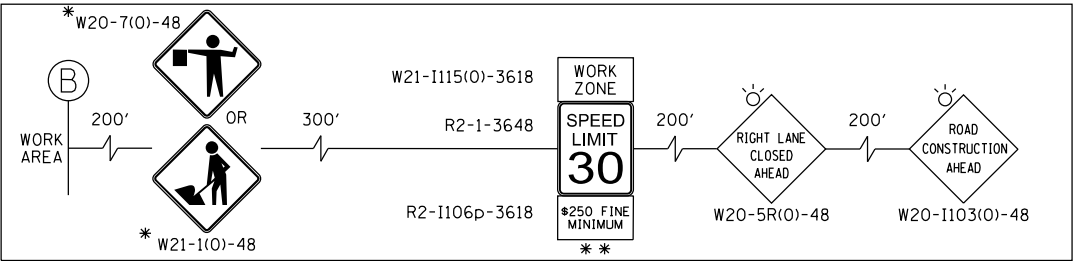 *W20-7(O)-48
B
WORK
AREA
200'
OR
* W21-1(O)-48
300'
W21-I115(O)-3618
R2-1-3648
R2-I106p-3618
WORK
ZONE
SPEED
LIMIT
30
$250 FINE
MINIMUM
**
200'
RIGHT LANE
CLOSED
AHEAD
W20-5R(O)-48
200'
ROAD
CONSTRUCTION
AHEAD
W20-I103(O)-48